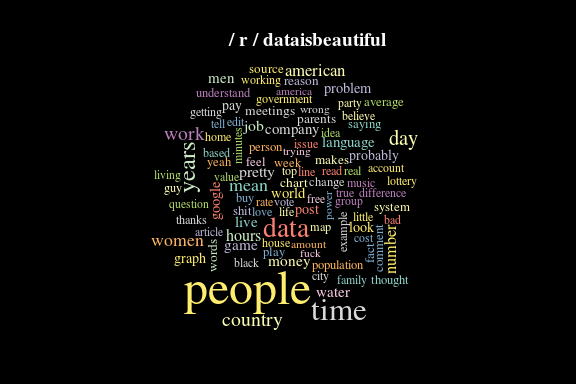 / r / dataisbeautiful
source american
men working reason
understand america problem
government party average
getting pay meetings wrong believe
tell edit job company parents saying
work home minutes idea day
years person trying issue language
based yeah feel week makes probably
living value pretty top line read real account
guy google mean chart change music lottery
buy world true difference
question rate vote free power group system
shit love life post little bad
thanks live data map example look
article hours house cost number
women words game amount fact comment
graph play fuck
black money population
city family thought
people water
country time